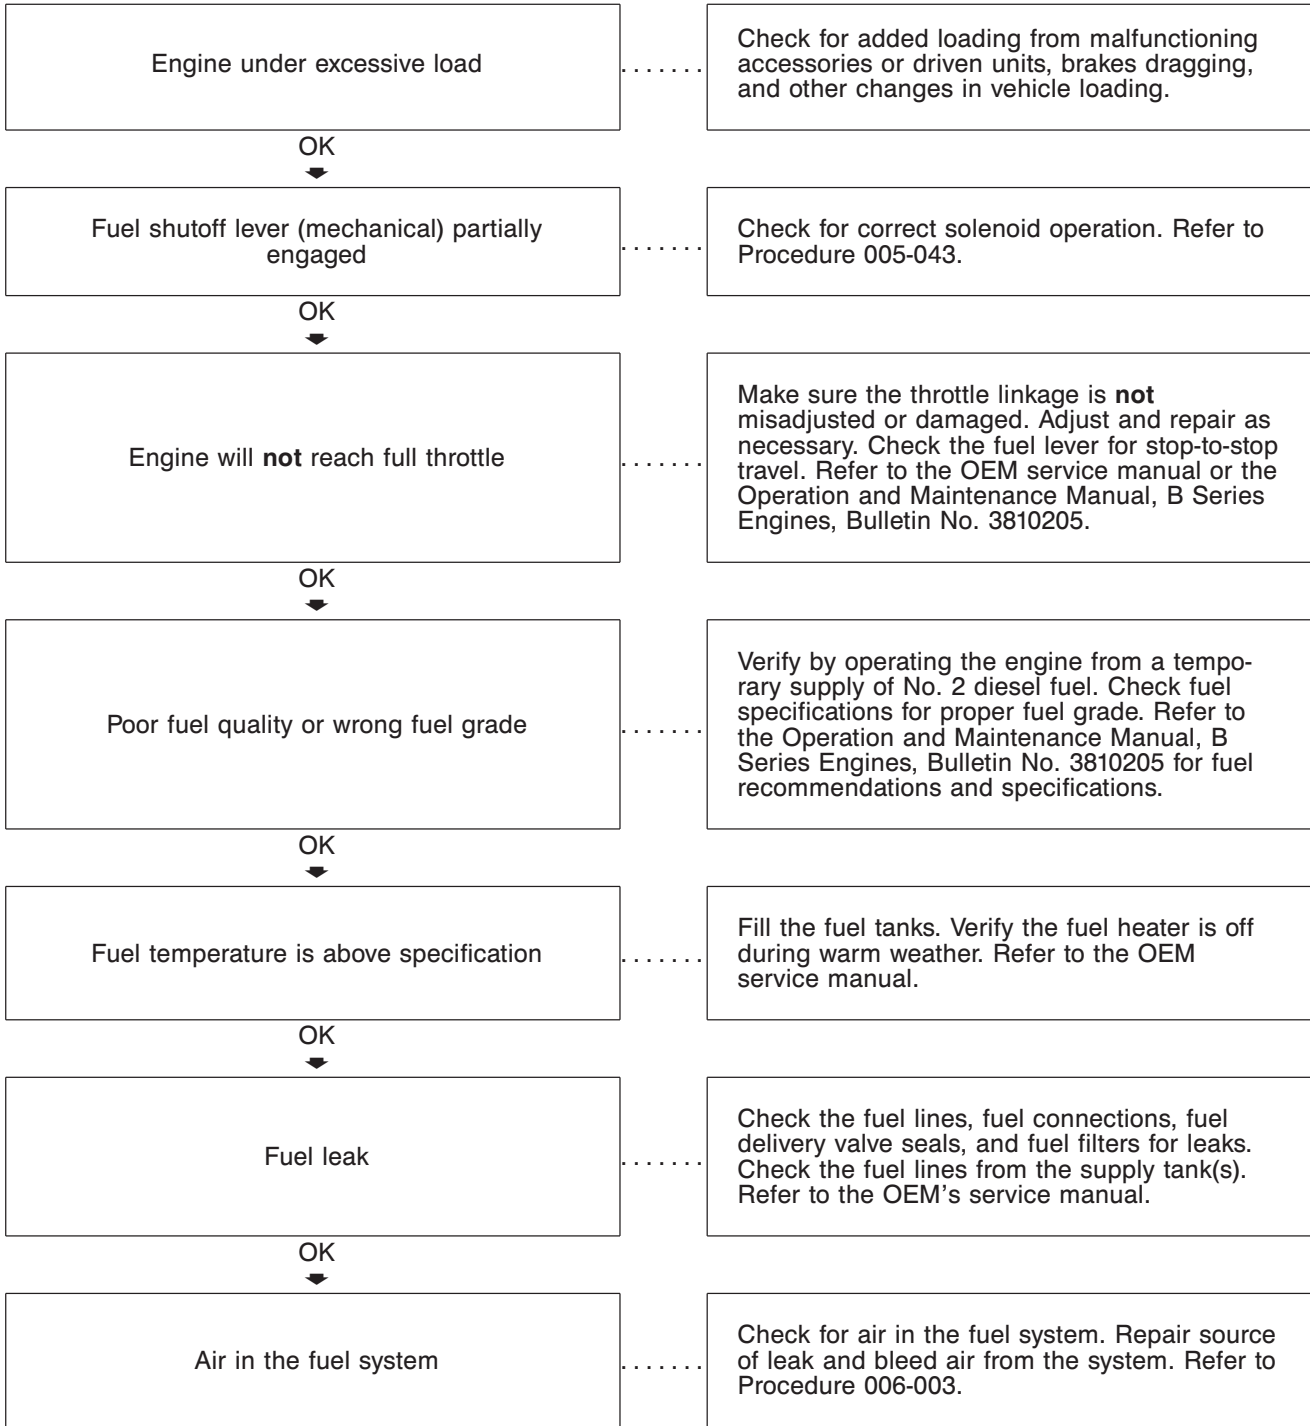 Engine under excessive load
.......
Check for added loading from malfunctioning
accessories or driven units, brakes dragging,
and other changes in vehicle loading.
OK
Fuel shutoff lever (mechanical) partially
engaged
.......
Check for correct solenoid operation. Refer to
Procedure 005-043.
OK
Engine will not reach full throttle
.......
Make sure the throttle linkage is not
misadjusted or damaged. Adjust and repair as
necessary. Check the fuel lever for stop-to-stop
travel. Refer to the OEM service manual or the
Operation and Maintenance Manual, B Series
Engines, Bulletin No. 3810205.
OK
Poor fuel quality or wrong fuel grade
.......
Verify by operating the engine from a tempo-
rary supply of No. 2 diesel fuel. Check fuel
specifications for proper fuel grade. Refer to
the Operation and Maintenance Manual, B
Series Engines, Bulletin No. 3810205 for fuel
recommendations and specifications.
OK
Fuel temperature is above specification
.......
Fill the fuel tanks. Verify the fuel heater is off
during warm weather. Refer to the OEM
service manual.
OK
Fuel leak
.......
Check the fuel lines, fuel connections, fuel
delivery valve seals, and fuel filters for leaks.
Check the fuel lines from the supply tank(s).
Refer to the OEM's service manual.
OK
Air in the fuel system
.......
Check for air in the fuel system. Repair source
of leak and bleed air from the system. Refer to
Procedure 006-003.